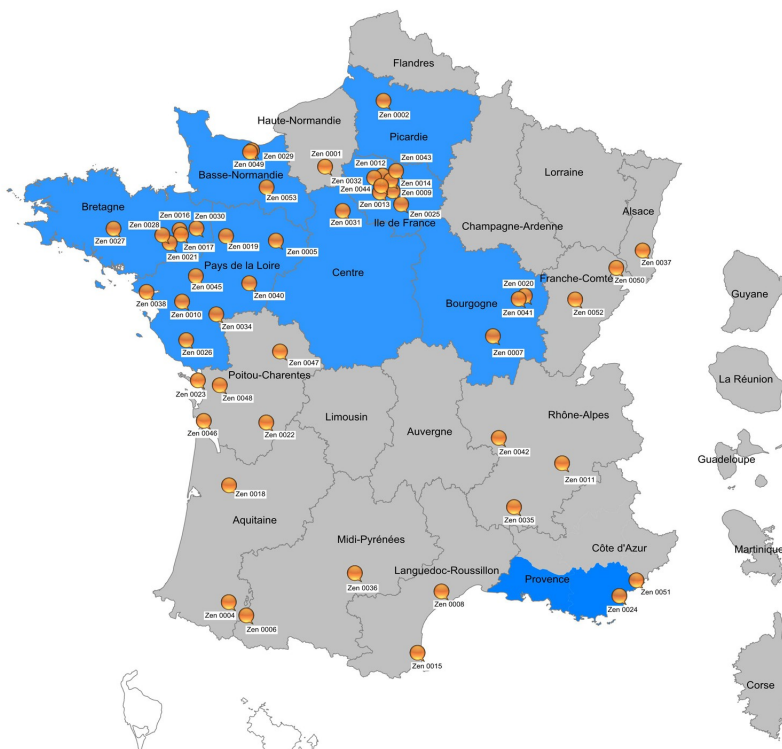 Flandres
Zen 0002
Haute-Normandie
Picardie
Zen 0029
Zen 0049
Zen 0001
Zen 0012
Zen 0043
Lorraine
Basse-Normandie
Zen 0032
Zen 0014
Zen 0044
Zen 0009
Zen 0053
Zen 0013
Zen 0025
Bretagne
Alsace
Zen 0016
Zen 0030
Zen 0031
Ile de France
Champagne-Ardenne
Zen 0028
Zen 0027
Zen 0017
Zen 0019
Zen 0005
Zen 0021
Zen 0037
Pays de la Loire
Centre
Franche-Comté
Zen 0050
Zen 0045
Zen 0020
Guyane
Zen 0040
Bourgogne
Zen 0038
Zen 0041
Zen 0052
Zen 0010
Zen 0034
Zen 0026
Zen 0007
Zen 0047
Poitou-Charentes
La Réunion
Zen 0023
Zen 0048
Limousin
Rhône-Alpes
Zen 0046
Zen 0022
Auvergne
Zen 0042
Guadeloupe
Zen 0011
Zen 0018
Zen 0035
Aquitaine
Midi-Pyrénées
Côte d'Azur
Martinique
Languedoc-Roussillon
Provence
Zen 0036
Zen 0051
Zen 0008
Zen 0024
Zen 0004
Zen 0006
Zen 0015
Corse